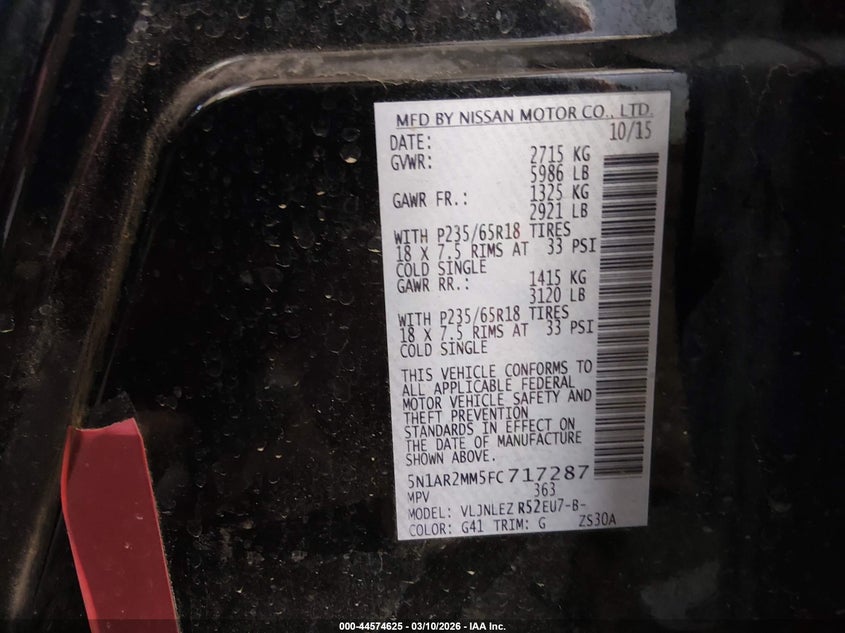 MFD BY NISSAN MOTOR CO., LTD.
DATE: 10/15
GVWR: 2715 KG
5986 LB
GAWR FR.: 1325 KG
2921 LB
WITH P235/65R18 TIRES
18 X 7.5 RIMS AT 33 PSI
COLD SINGLE
GAWR RR.: 1415 KG
3120 LB
WITH P235/65R18 TIRES
18 X 7.5 RIMS AT 33 PSI
COLD SINGLE
THIS VEHICLE CONFORMS TO
ALL APPLICABLE FEDERAL
MOTOR VEHICLE SAFETY AND
THEFT PREVENTION
STANDARDS IN EFFECT ON
THE DATE OF MANUFACTURE
SHOWN ABOVE.
5N1AR2MM5FC717287
MPV 363
MODEL: VLJNLEZ R52EU7-B-
COLOR: G41 TRIM: G ZS30A
000-44574625 - 03/10/2026 - IAA Inc.